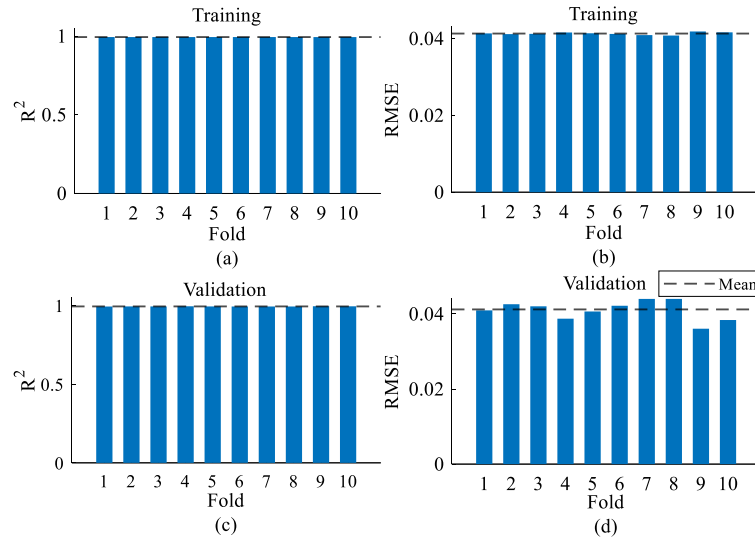 Training
1
0.5
0
R²
1 2 3 4 5 6 7 8 9 10
Fold
(a)
Training
0.04
0.02
0
RMSE
1 2 3 4 5 6 7 8 9 10
Fold
(b)
Validation
1
0.5
0
R²
1 2 3 4 5 6 7 8 9 10
Fold
(c)
Validation
Mean
0.04
0.02
0
RMSE
1 2 3 4 5 6 7 8 9 10
Fold
(d)